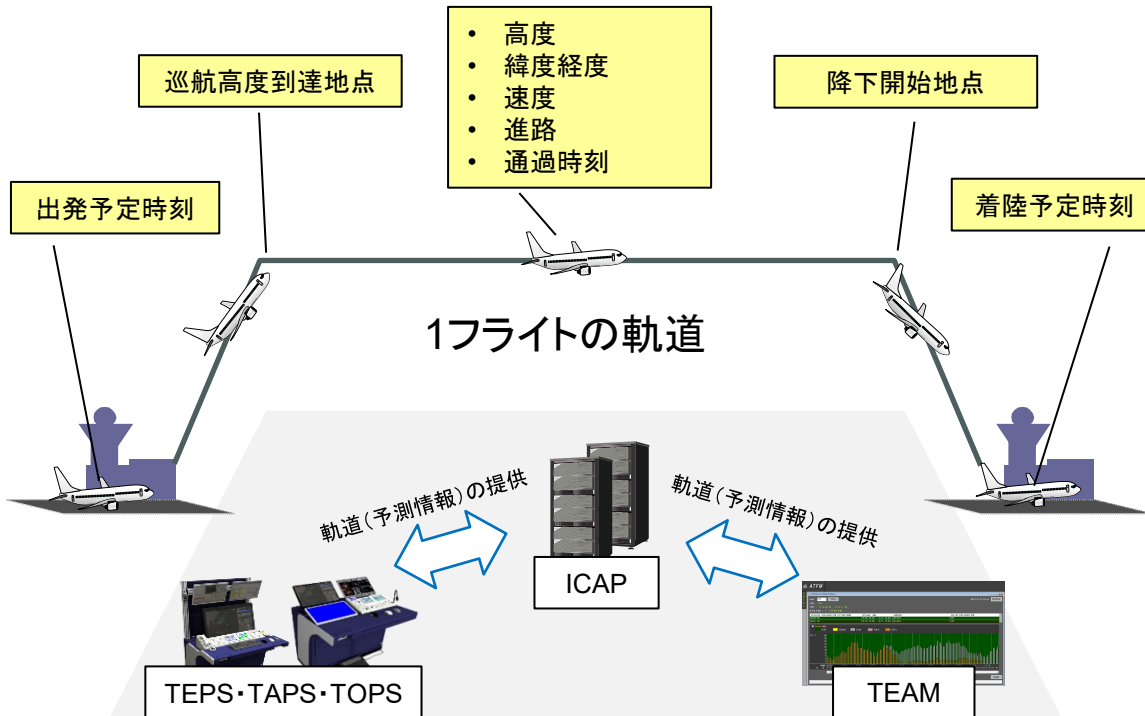 • 高度
• 緯度経度
• 速度
• 進路
• 通過時刻
巡航高度到達地点
降下開始地点
出発予定時刻
着陸予定時刻
1フライトの軌道
軌道（予測情報）の提供
軌道（予測情報）の提供
ICAP
TEPS・TAPS・TOPS
ATFM
TEAM